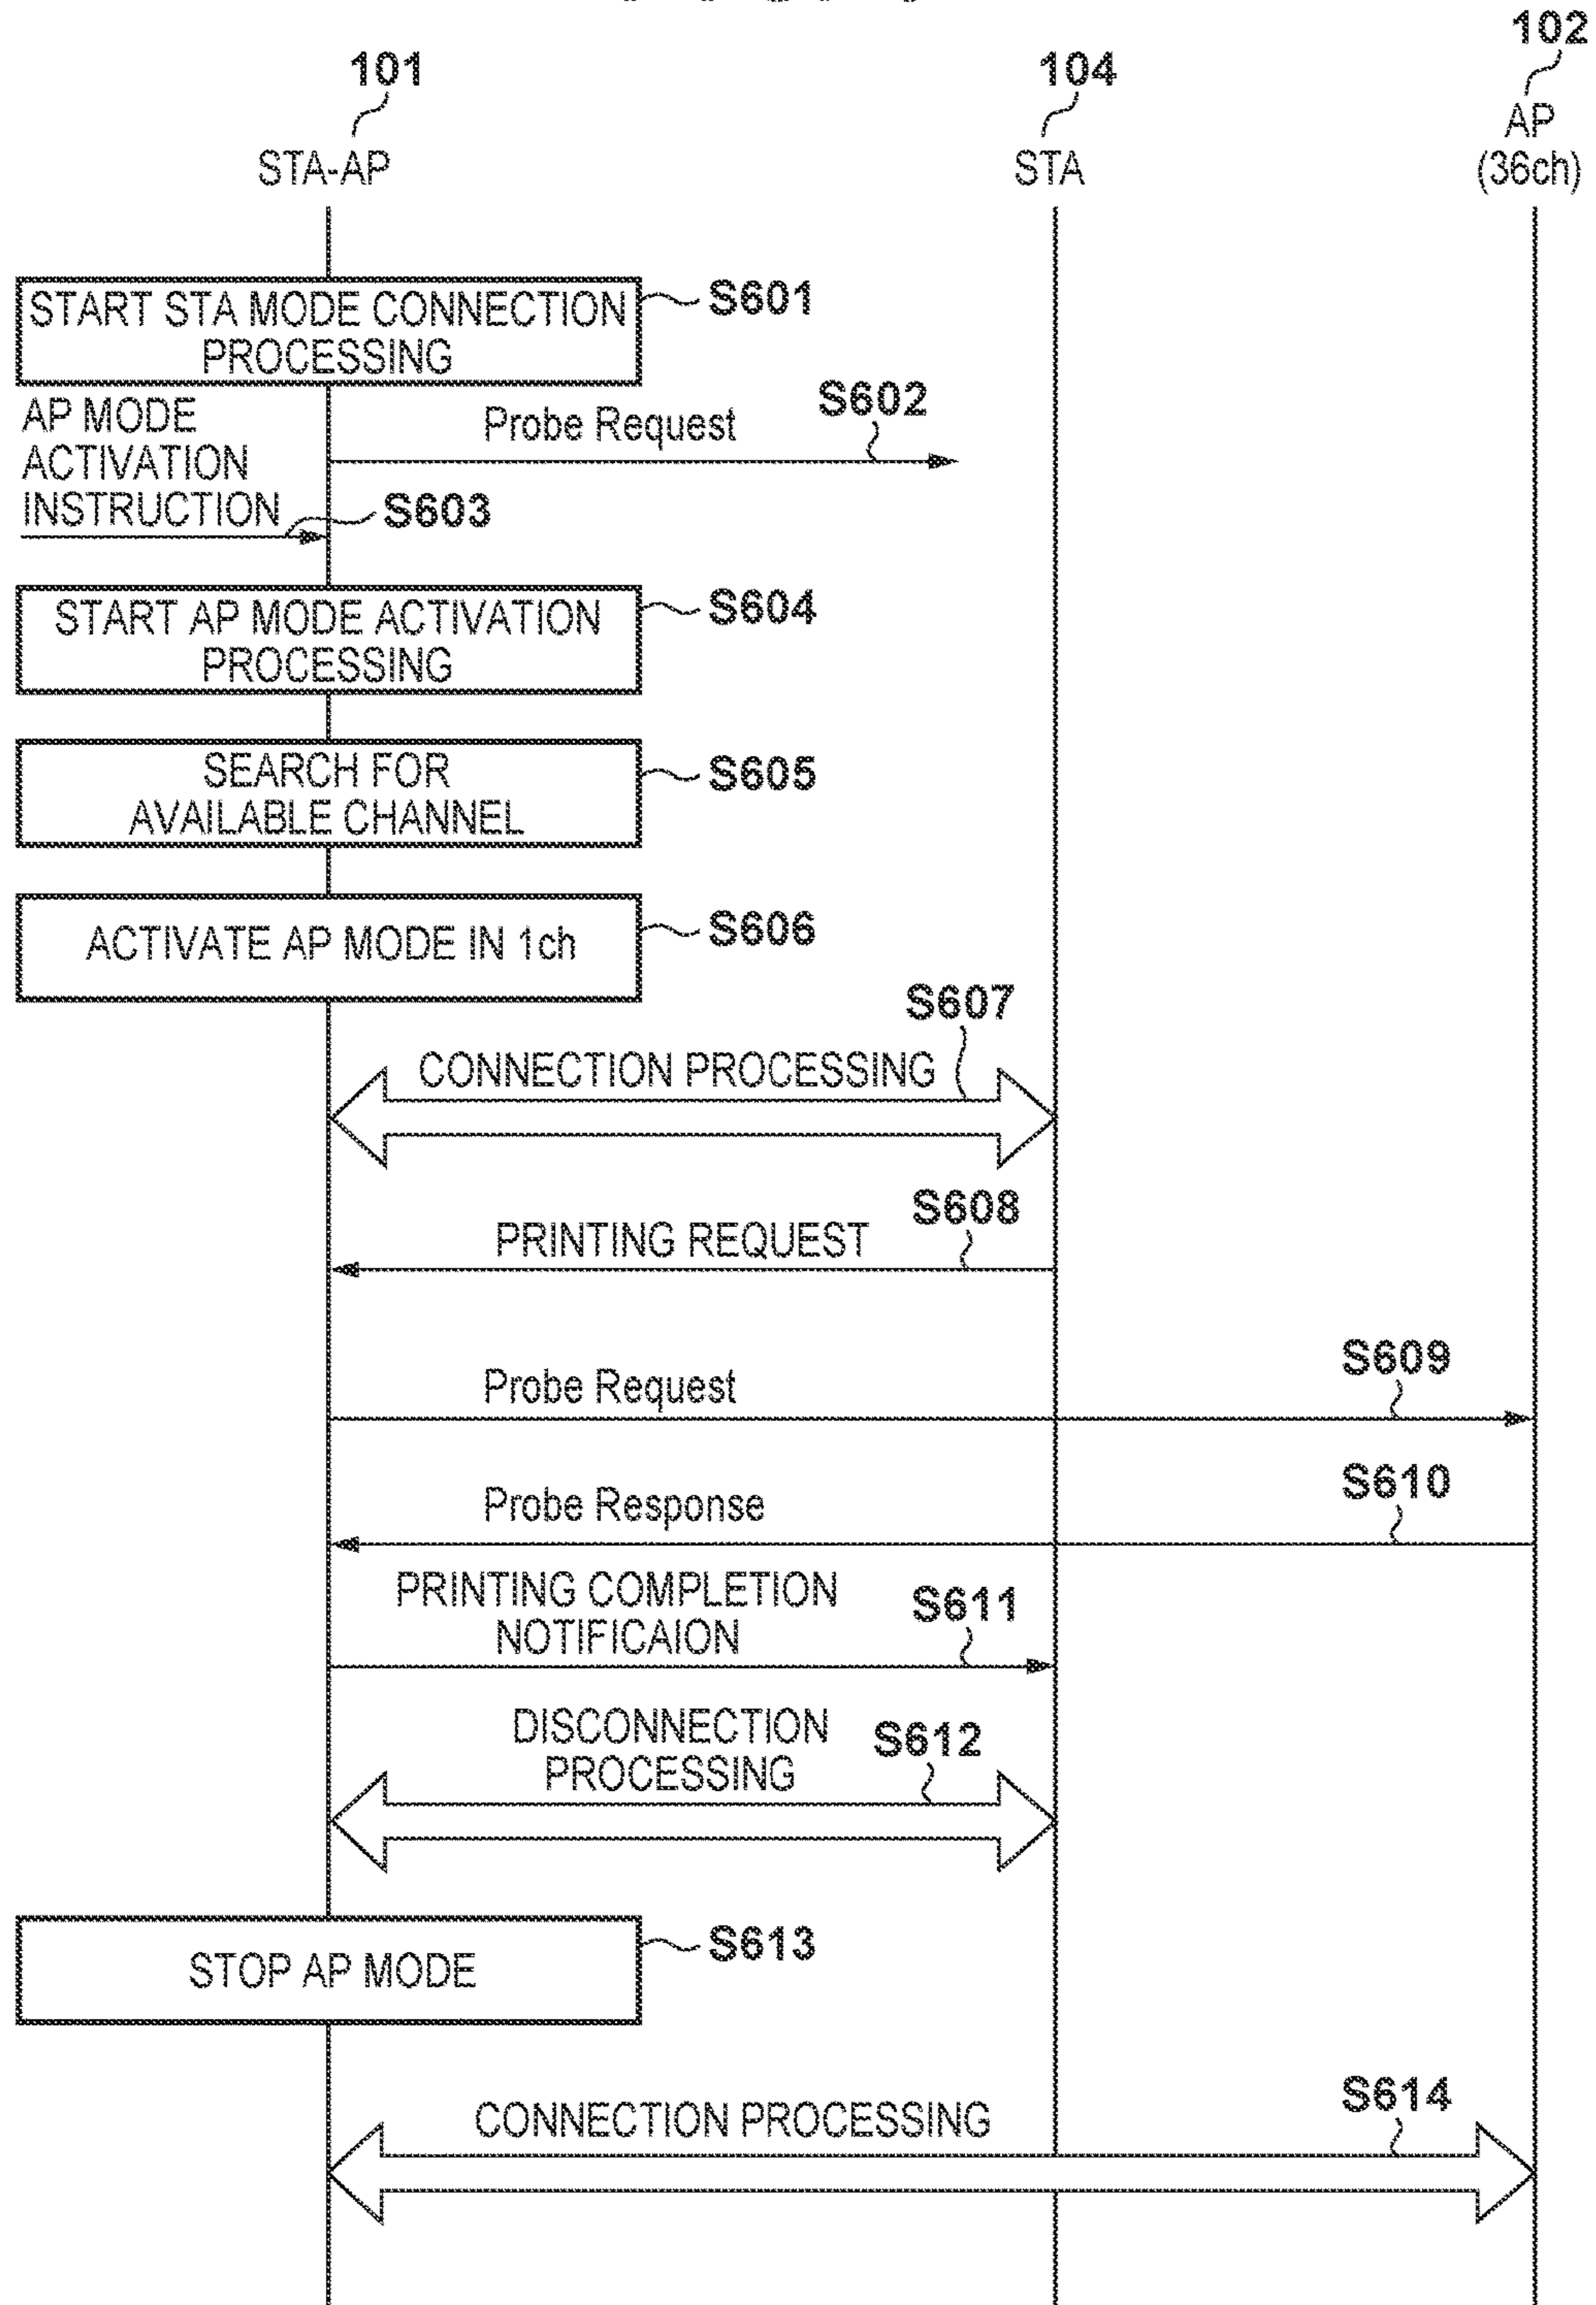 102
101
104
AP
STA-AP
STA
(36ch)
START STA MODE CONNECTION
PROCESSING
S601
AP MODE
ACTIVATION
INSTRUCTION
Probe Request
S602
S603
START AP MODE ACTIVATION
PROCESSING
S604
SEARCH FOR
AVAILABLE CHANNEL
S605
ACTIVATE AP MODE IN 1ch
S606
S607
CONNECTION PROCESSING
S608
PRINTING REQUEST
S609
Probe Request
S610
Probe Response
PRINTING COMPLETION
NOTIFICAION
S611
DISCONNECTION
PROCESSING
S612
STOP AP MODE
S613
S614
CONNECTION PROCESSING